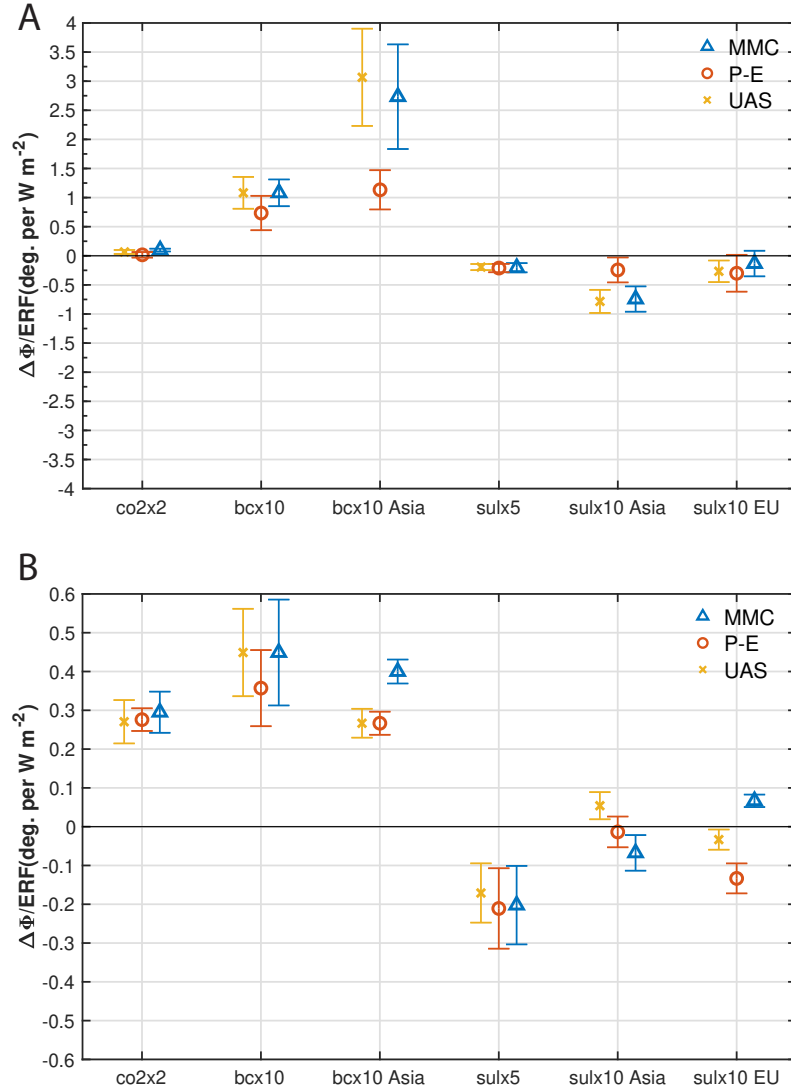 A
4
3.5
3
2.5
2
1.5
1
0.5
0
-0.5
-1
-1.5
-2
-2.5
-3
-3.5
-4
ΔΦ/ERF(deg. per W m-2)
MMC
P-E
UAS
co2x2 bcx10 bcx10 Asia sulx5 sulx10 Asia sulx10 EU
B
0.6
0.5
0.4
0.3
0.2
0.1
0
-0.1
-0.2
-0.3
-0.4
-0.5
-0.6
ΔΦ/ERF(deg. per W m-2)
MMC
P-E
UAS
co2x2 bcx10 bcx10 Asia sulx5 sulx10 Asia sulx10 EU